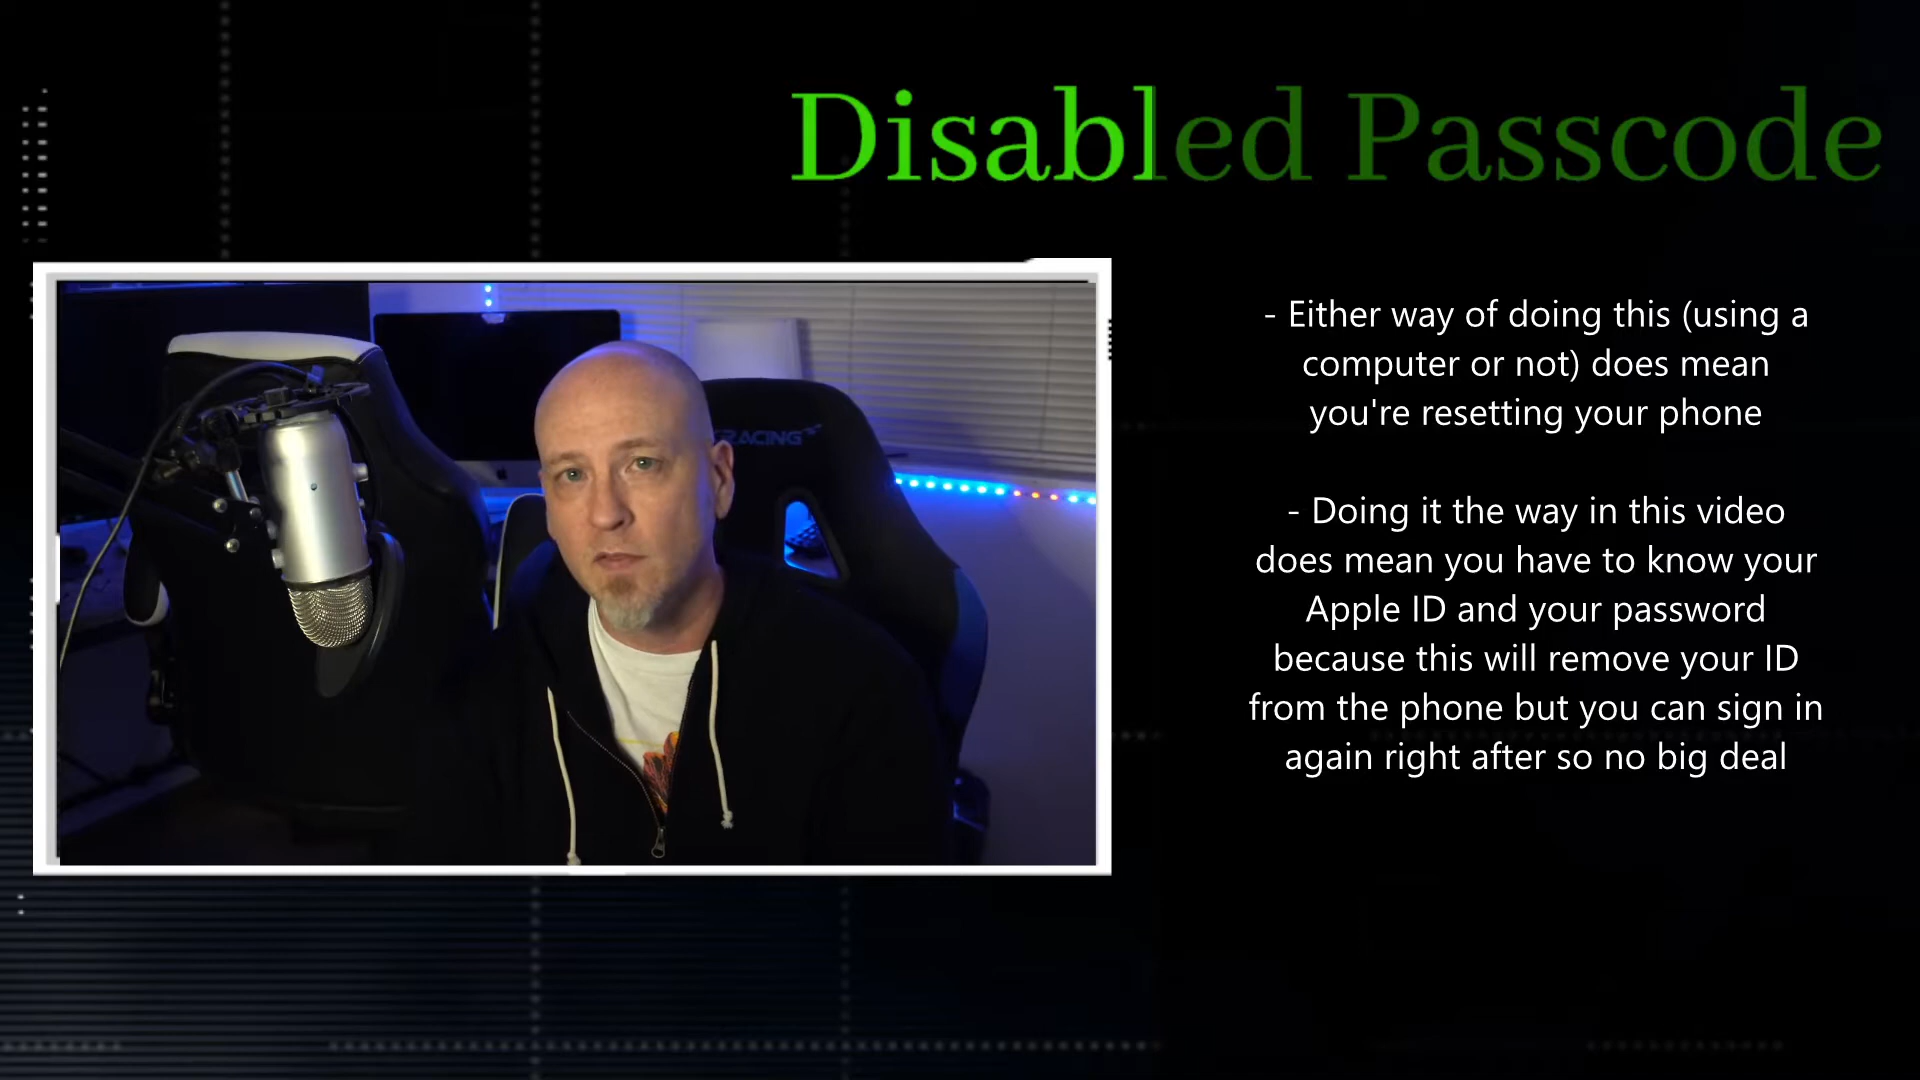 Disabled Passcode
- Either way of doing this (using a
computer or not) does mean
you're resetting your phone
- Doing it the way in this video
does mean you have to know your
Apple ID and your password
because this will remove your ID
from the phone but you can sign in
again right after so no big deal
RACING